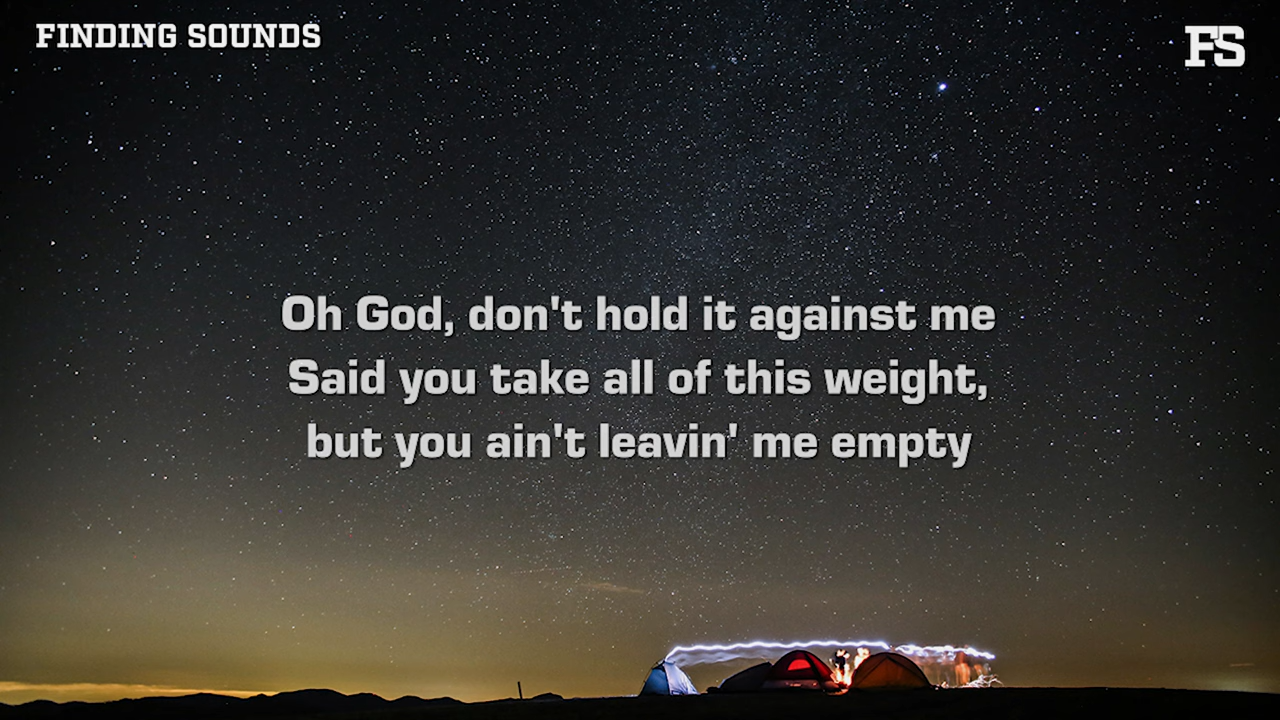 FINDING SOUNDS
FS
Oh God, don't hold it against me
Said you take all of this weight,
but you ain't leavin' me empty